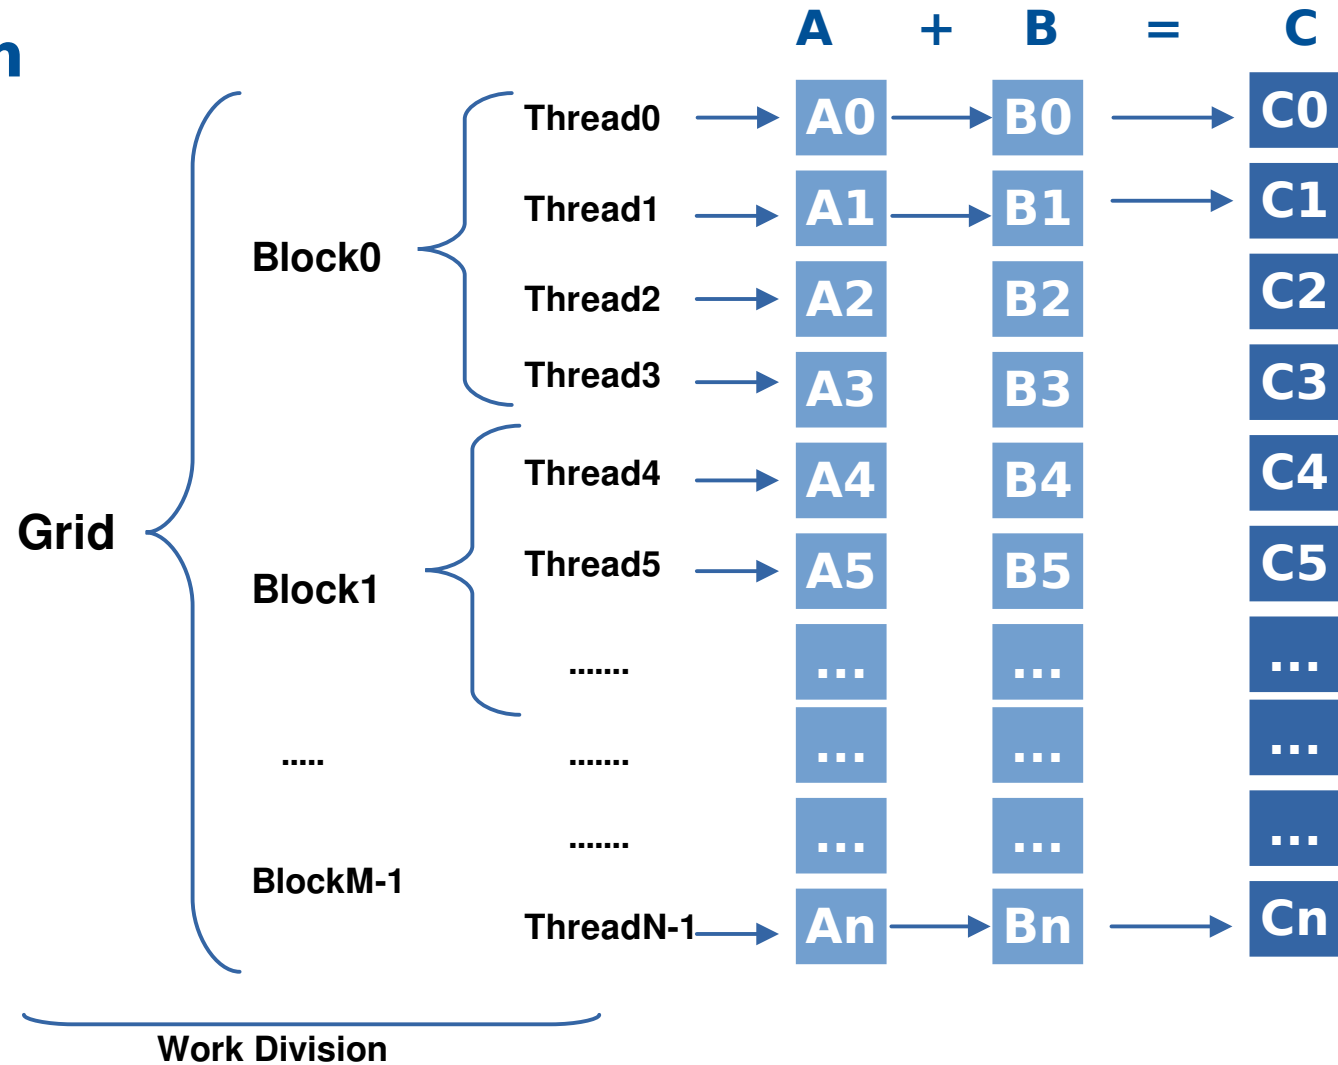 A + B = C
n
Thread0 A0 B0 C0
Thread1 A1 B1 C1
Block0
Thread2 A2 B2 C2
Thread3 A3 B3 C3
Thread4 A4 B4 C4
Grid
Thread5 A5 B5 C5
Block1
....... ... ... ...
..... ....... ... ... ...
....... ... ... ...
BlockM-1
ThreadN-1 An Bn Cn
Work Division